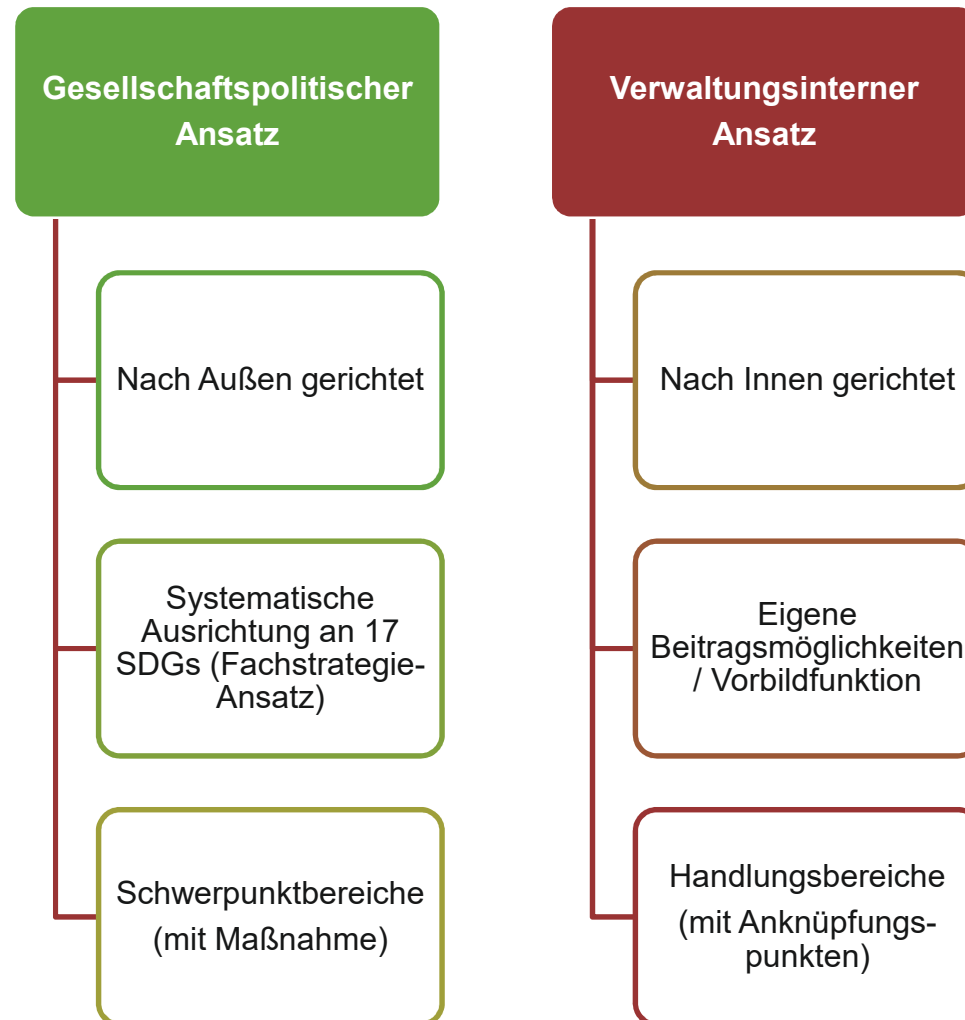 Gesellschaftspolitischer
Ansatz
Nach Außen gerichtet
Systematische
Ausrichtung an 17
SDGs (Fachstrategie-
Ansatz)
Schwerpunktbereiche
(mit Maßnahme)
Verwaltungsinterner
Ansatz
Nach Innen gerichtet
Eigene
Beitragsmöglichkeiten
/ Vorbildfunktion
Handlungsbereiche
(mit Anknüpfungs-
punkten)